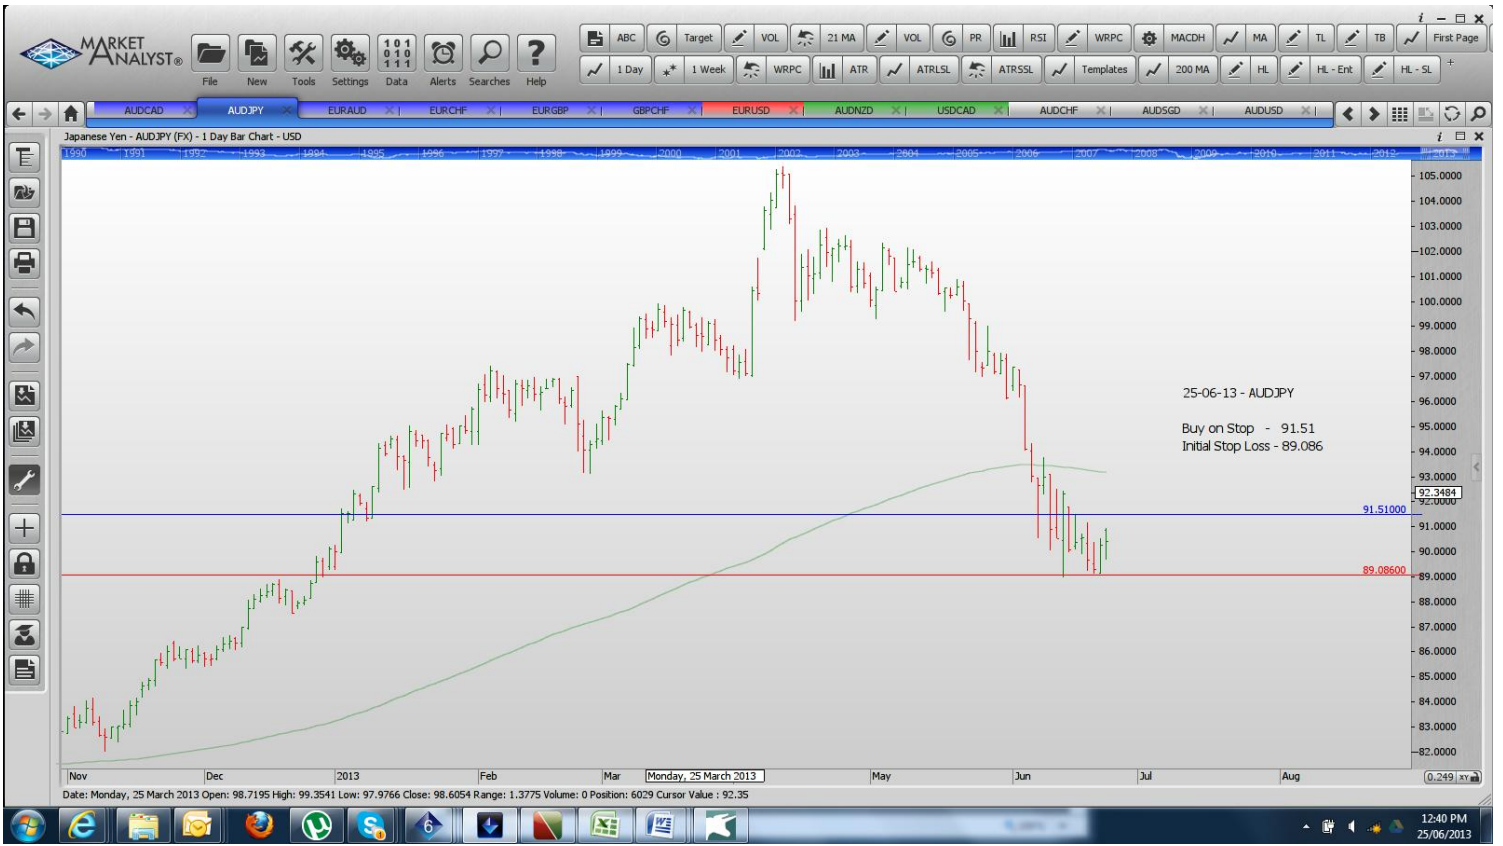 MARKET ANALYST®
File New Tools Settings Data Alerts Searches Help
ABC Target VOL 21 MA VOL PR RSI WRPC MACDH MA TL TB First Page
1 Day 1 Week WRPC ATR ATRLSL ATRSSL Templates 200 MA HL HL - Ent HL - SL +
AUDCAD AUDJPY EURAUD EURCHF EURGBP GBPCHF EURUSD AUDNZD USDCAD AUDCHF AUDSGD AUDUSD
Japanese Yen - AUDJPY (FX) - 1 Day Bar Chart - USD
1990 1991 1992 1993 1994 1995 1996 1997 1998 1999 2000 2001 2002 2003 2004 2005 2006 2007 2008 2009 2010 2011 2012 2013
105.0000
104.0000
103.0000
102.0000
101.0000
100.0000
99.0000
98.0000
97.0000
25-06-13 - AUDJPY
96.0000
Buy on Stop - 91.51
95.0000
Initial Stop Loss - 89.086
94.0000
93.0000
92.3484
92.0000
91.51000
91.0000
90.0000
89.08600
89.0000
88.0000
87.0000
86.0000
85.0000
84.0000
83.0000
82.0000
Nov Dec 2013 Feb Mar Monday, 25 March 2013 May Jun Jul Aug 0.249 XY
Date: Monday, 25 March 2013 Open: 98.7195 High: 99.3541 Low: 97.9766 Close: 98.6054 Range: 1.3775 Volume: 0 Position: 6029 Cursor Value : 92.35
12:40 PM
25/06/2013